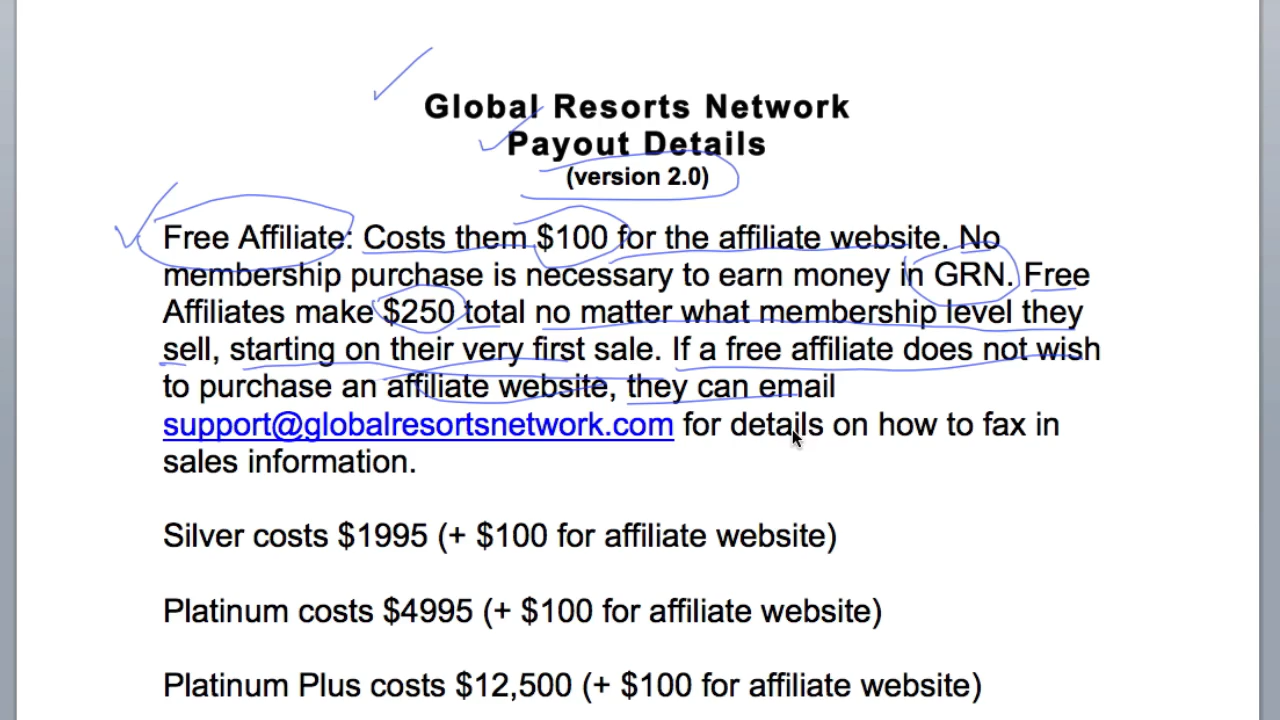 Global Resorts Network
Payout Details
(version 2.0)
Free Affiliate: Costs them $100 for the affiliate website. No
membership purchase is necessary to earn money in GRN. Free
Affiliates make $250 total no matter what membership level they
sell, starting on their very first sale. If a free affiliate does not wish
to purchase an affiliate website, they can email
support@globalresortsnetwork.com for details on how to fax in
sales information.
Silver costs $1995 (+ $100 for affiliate website)
Platinum costs $4995 (+ $100 for affiliate website)
Platinum Plus costs $12,500 (+ $100 for affiliate website)